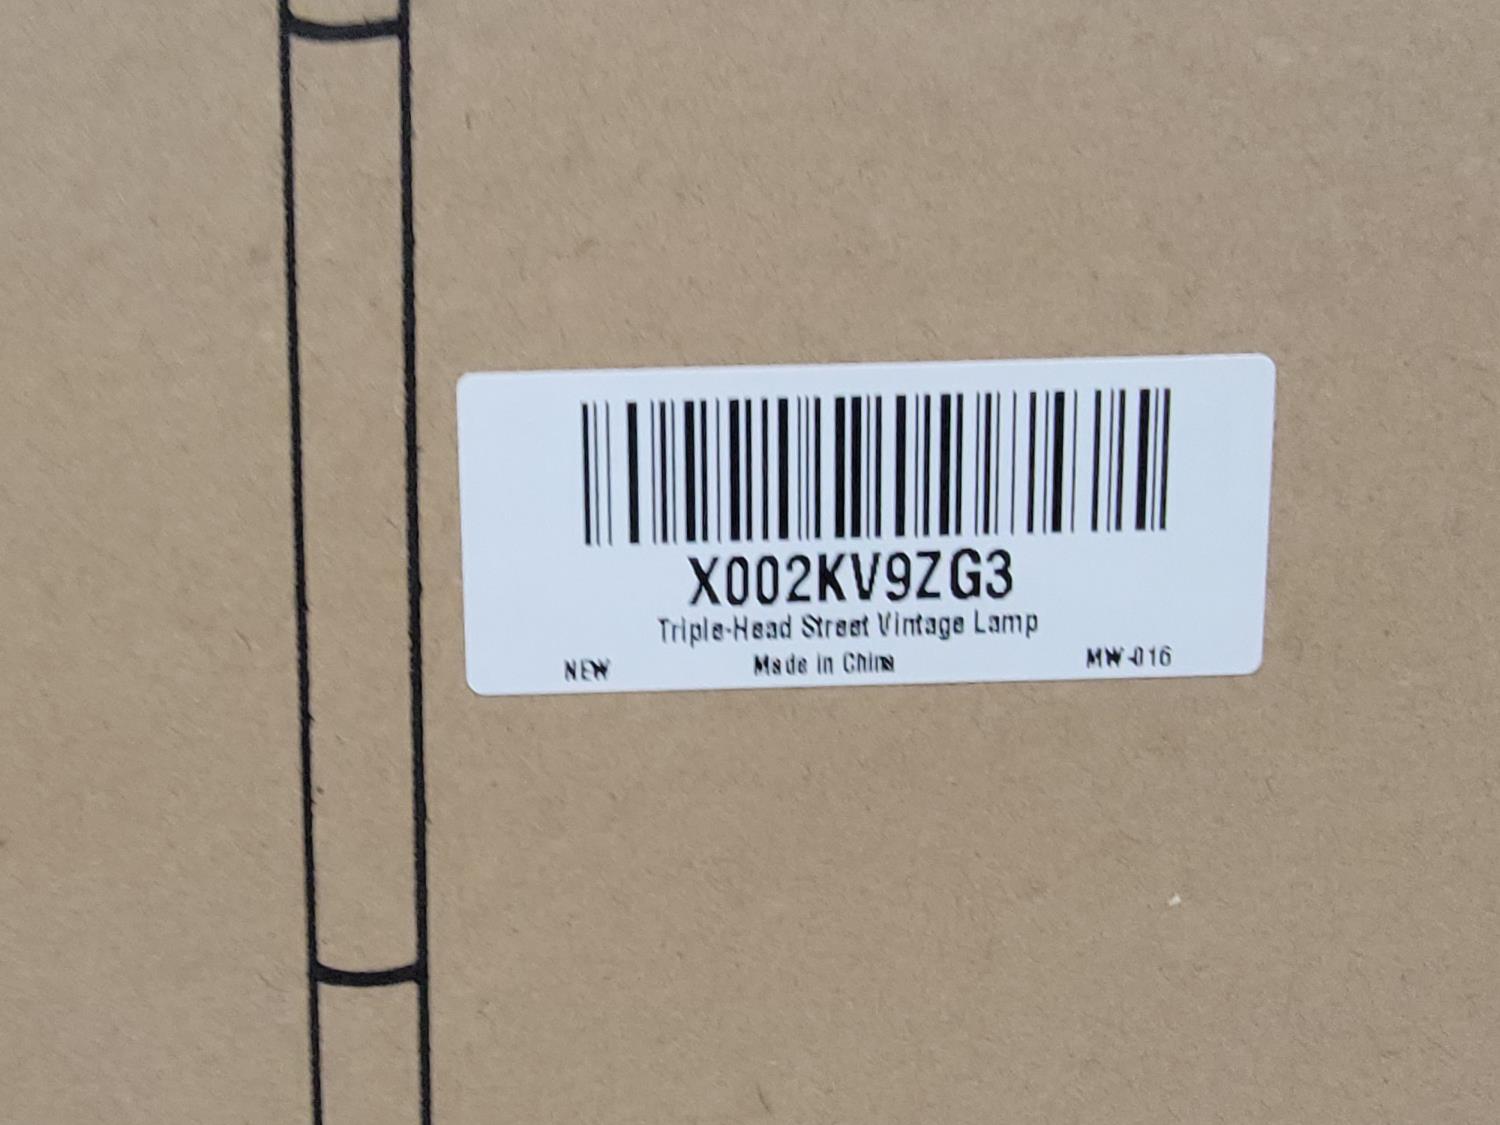 X002KV9ZG3
Triple-Head Street Vintage Lamp
NEW Made in China MW-016